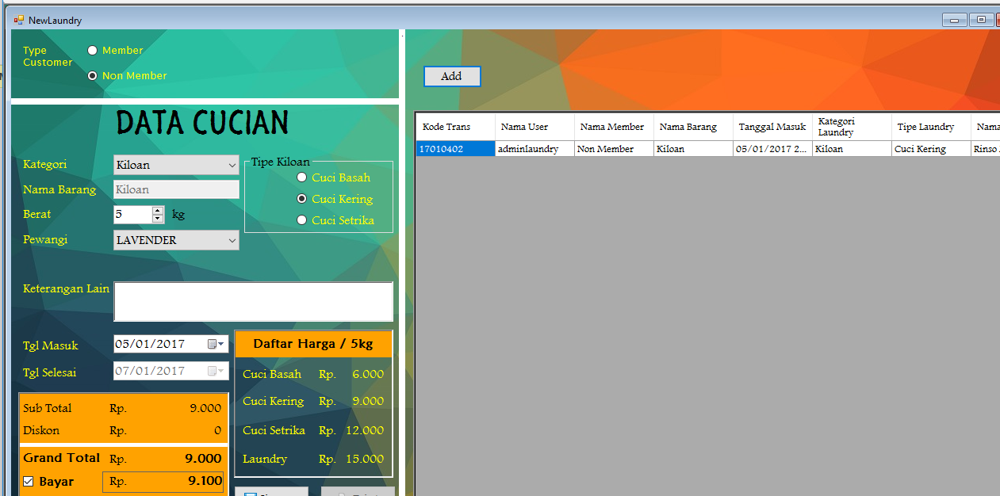 NewLaundry
Type
Customer
Member
Non Member
DATA CUCIAN
Kategori
Kiloan
Nama Barang
Kiloan
Berat
5
kg
Pewangi
LAVENDER
Tipe Kiloan
Cuci Basah
Cuci Kering
Cuci Setrika
Keterangan Lain
Tgl Masuk
05/01/2017
Tgl Selesai
07/01/2017
Daftar Harga / 5kg
Cuci Basah Rp. 6.000
Cuci Kering Rp. 9.000
Cuci Setrika Rp. 12.000
Laundry Rp. 15.000
Sub Total Rp. 9.000
Diskon Rp. 0
Grand Total Rp. 9.000
Bayar Rp. 9.100
Add
Kode Trans Nama User Nama Member Nama Barang Tanggal Masuk Kategori Laundry Tipe Laundry Nama
17010402 adminlaundry Non Member Kiloan 05/01/2017 2... Kiloan Cuci Kering Rinso